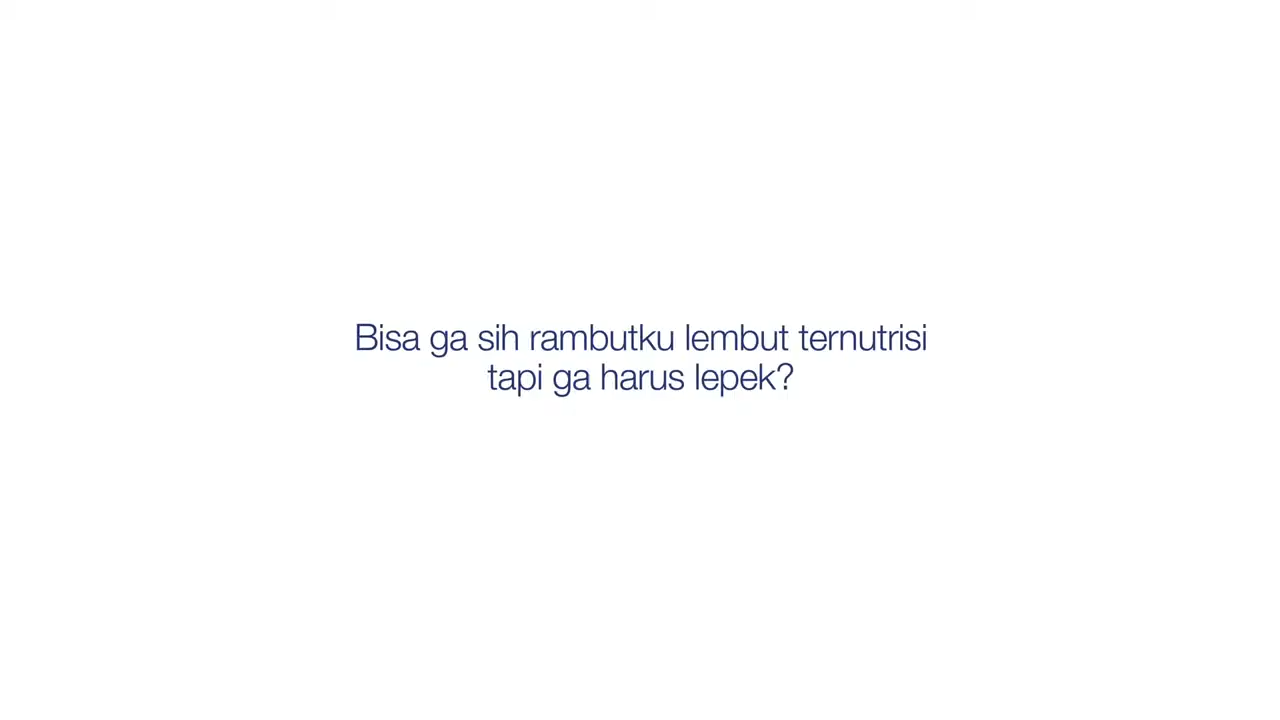 Bisa ga sih rambutku lembut ternutrisi
tapi ga harus lepek?